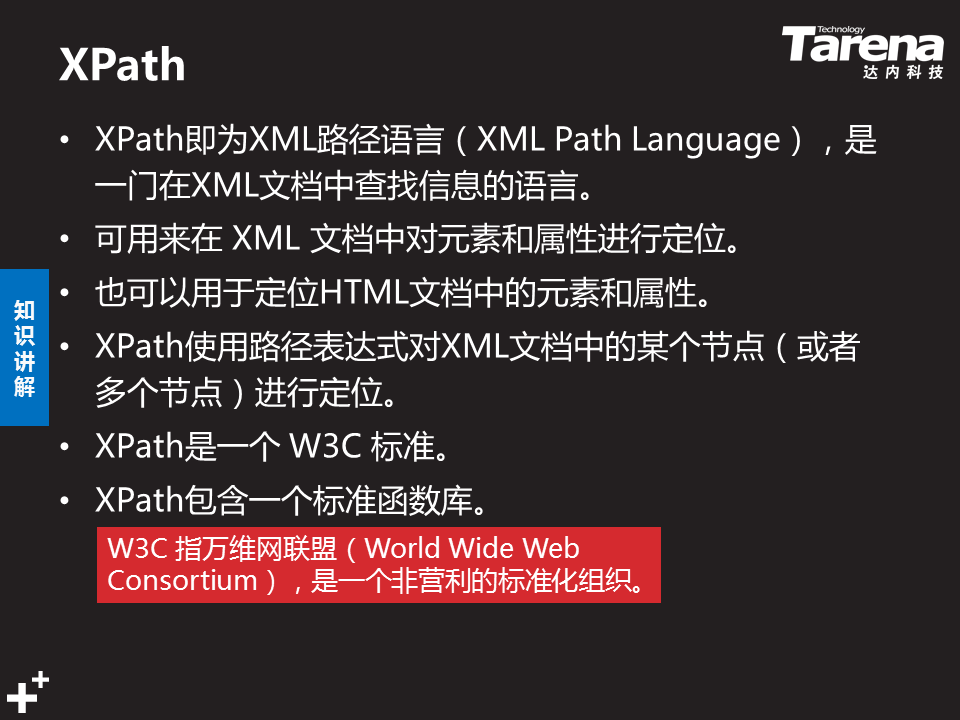 XPath
Technology
Tarena
达内科技
• XPath即为XML路径语言（XML Path Language），是
一门在XML文档中查找信息的语言。
• 可用来在 XML 文档中对元素和属性进行定位。
• 也可以用于定位HTML文档中的元素和属性。
• XPath使用路径表达式对XML文档中的某个节点（或者
多个节点）进行定位。
• XPath是一个 W3C 标准。
• XPath包含一个标准函数库。
W3C 指万维网联盟（World Wide Web
Consortium），是一个非营利的标准化组织。
知
识
讲
解